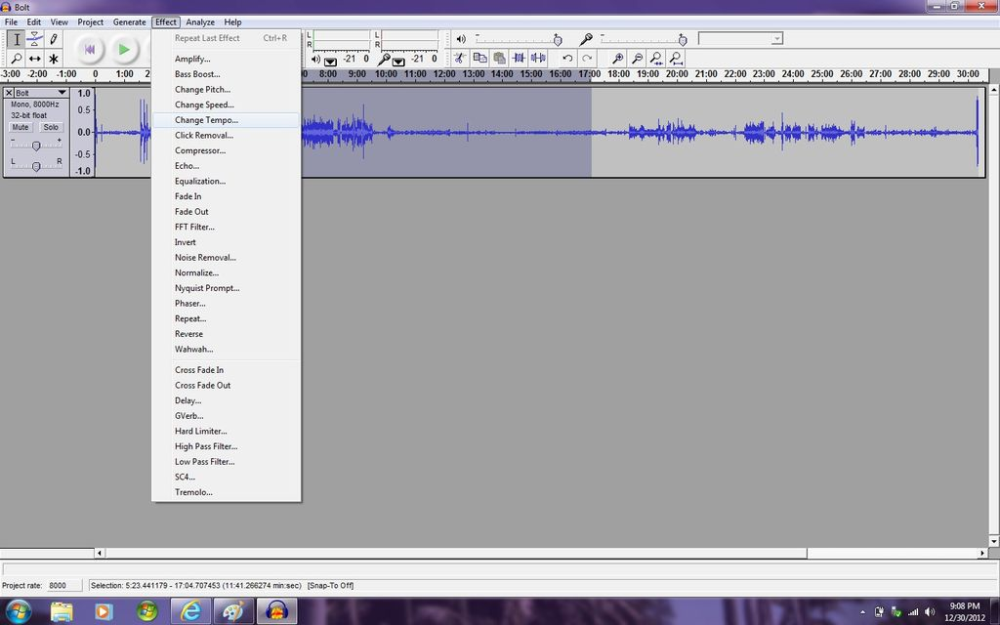 Bolt
File Edit View Project Generate Effect Analyze Help
Repeat Last Effect Ctrl+R
Amplify...
Bass Boost...
Change Pitch...
Change Speed...
Change Tempo...
Click Removal...
Compressor...
Echo...
Equalization...
Fade In
Fade Out
FFT Filter...
Invert
Noise Removal...
Normalize...
Nyquist Prompt...
Phaser...
Repeat...
Reverse
Wahwah...
Cross Fade In
Cross Fade Out
Delay...
GVerb...
Hard Limiter...
High Pass Filter...
Low Pass Filter...
SC4...
Tremolo...
L L
R R
-21 0 -21 0
-3:00 -2:00 -1:00 0 1:00 2 00 8:00 9:00 10:00 11:00 12:00 13:00 14:00 15:00 16:00 17:00 18:00 19:00 20:00 21:00 22:00 23:00 24:00 25:00 26:00 27:00 28:00 29:00 30:00
Bolt
Mono, 8000Hz
32-bit float
Mute Solo
- +
L R
1.0
0.5
0.0
-0.5
-1.0
Project rate: 8000 Selection: 5:23.441179 - 17:04.707453 (11:41.266274 min:sec) [Snap-To Off]
9:08 PM
12/30/2012